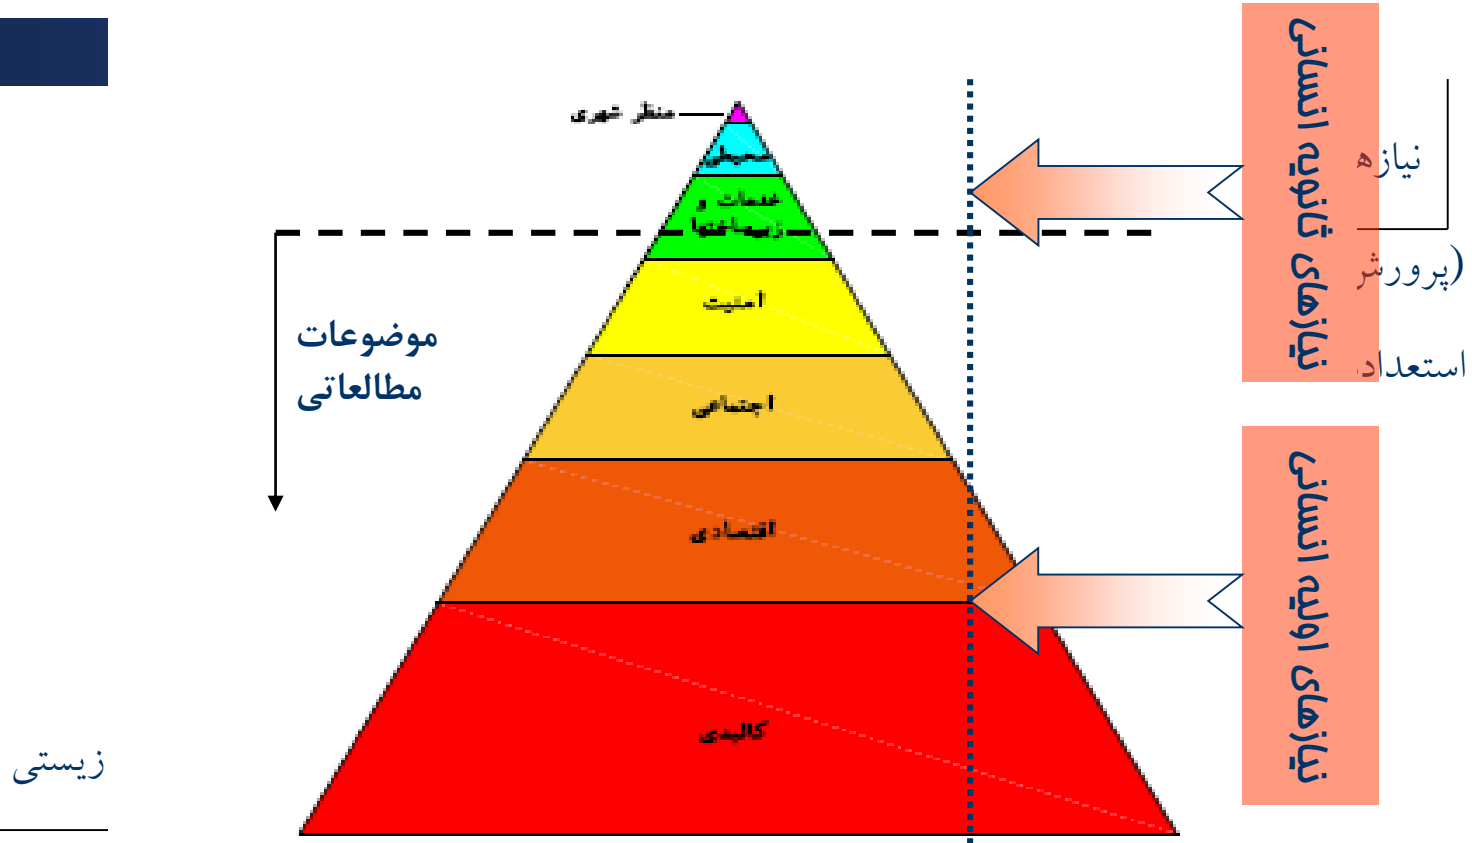 نیازهای ثانویه انسانی
منظر شهری
محیطی
نیازه
خدمات و
زیرساختها
(پرورش
امنیت
موضوعات
مطالعاتی
استعداد
اجتماعی
اقتصادی
نیازهای اولیه انسانی
کالبدی
زیستی